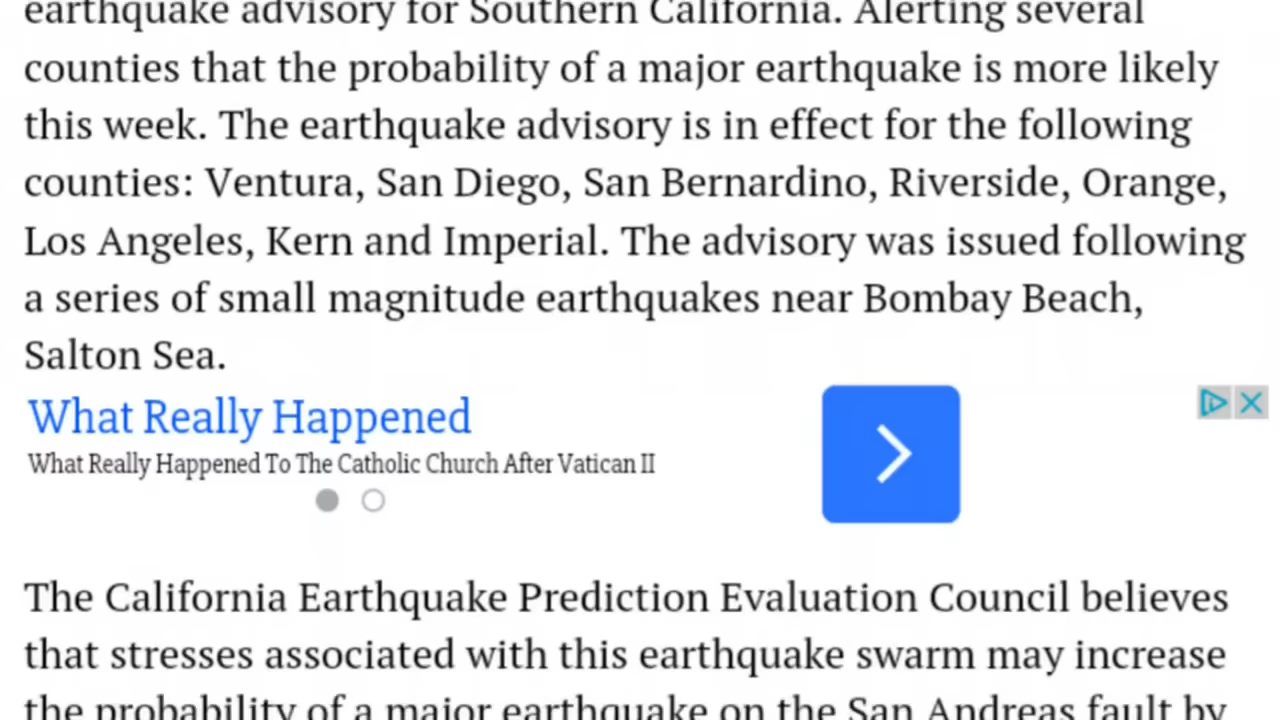 earthquake advisory for Southern California. Alerting several
counties that the probability of a major earthquake is more likely
this week. The earthquake advisory is in effect for the following
counties: Ventura, San Diego, San Bernardino, Riverside, Orange,
Los Angeles, Kern and Imperial. The advisory was issued following
a series of small magnitude earthquakes near Bombay Beach,
Salton Sea.
What Really Happened
What Really Happened To The Catholic Church After Vatican II
The California Earthquake Prediction Evaluation Council believes
that stresses associated with this earthquake swarm may increase
the probability of a major earthquake on the San Andreas fault by